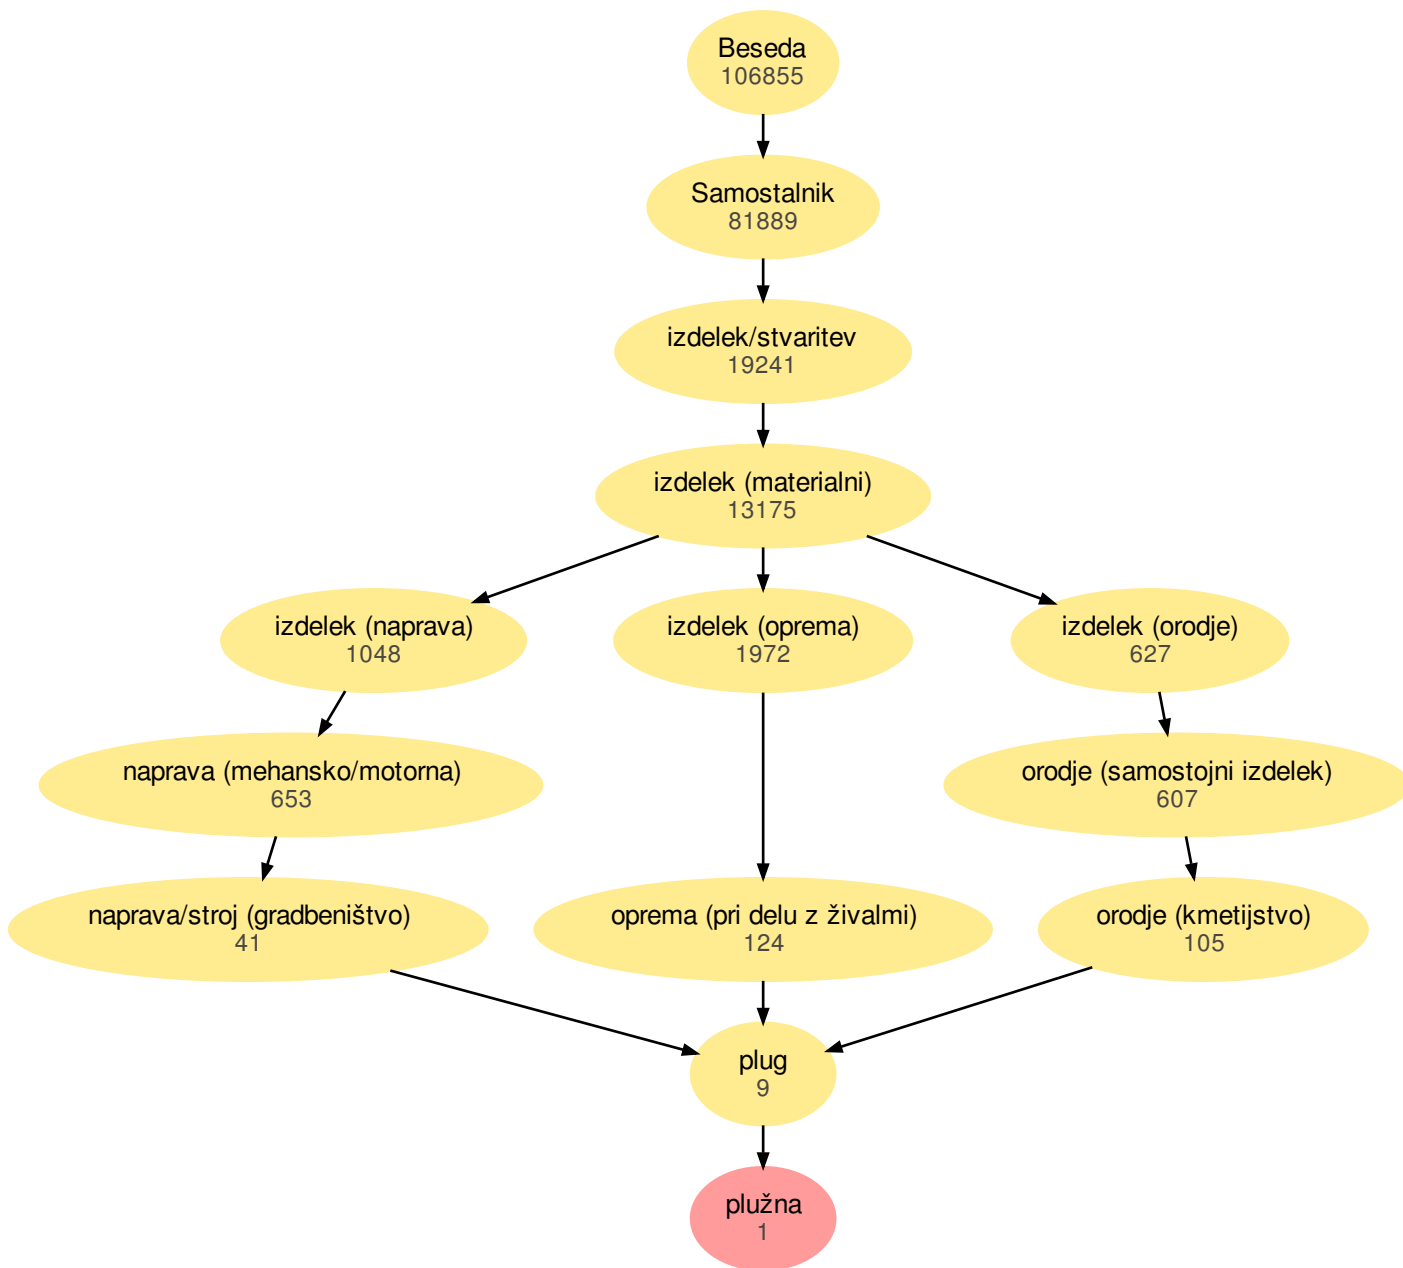 Beseda
106855
Samostalnik
81889
izdelek/stvaritev
19241
izdelek (materialni)
13175
izdelek (naprava)
1048
izdelek (oprema)
1972
izdelek (orodje)
627
naprava (mehansko/motorna)
653
orodje (samostojni izdelek)
607
naprava/stroj (gradbeništvo)
41
oprema (pri delu z živalmi)
124
orodje (kmetijstvo)
105
plug
9
plužna
1